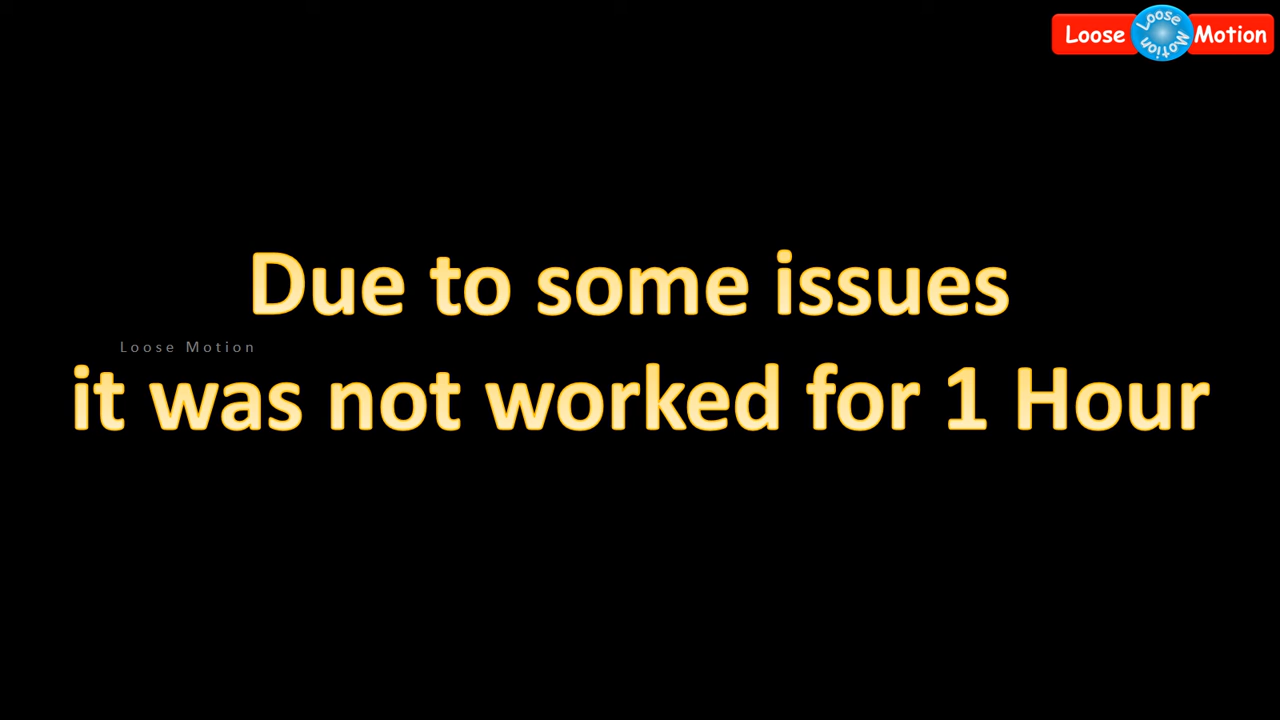 Loose Loose Motion Motion
Due to some issues
Loose Motion
it was not worked for 1 Hour